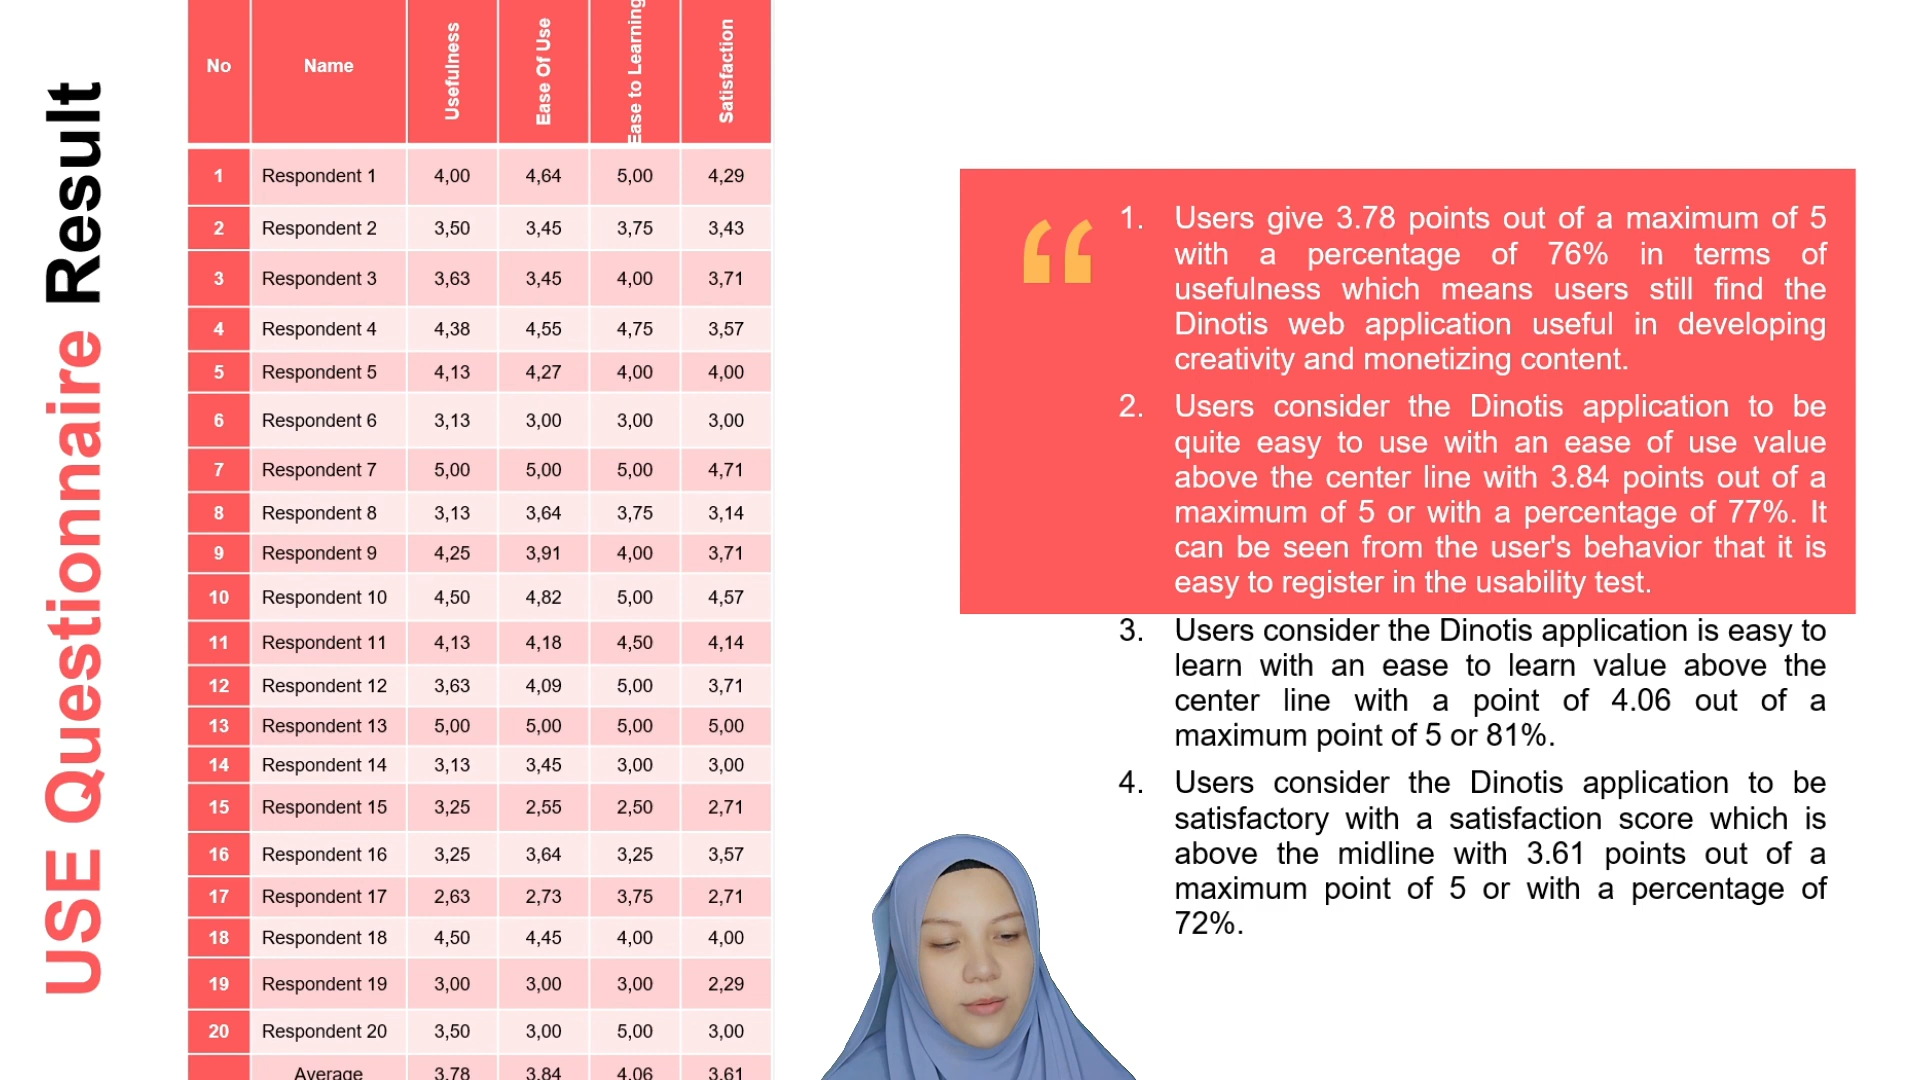 USE Questionnaire Result
No Name Usefulness Ease Of Use Ease to Learning Satisfaction
1 Respondent 1 4,00 4,64 5,00 4,29
2 Respondent 2 3,50 3,45 3,75 3,43
3 Respondent 3 3,63 3,45 4,00 3,71
4 Respondent 4 4,38 4,55 4,75 3,57
5 Respondent 5 4,13 4,27 4,00 4,00
6 Respondent 6 3,13 3,00 3,00 3,00
7 Respondent 7 5,00 5,00 5,00 4,71
8 Respondent 8 3,13 3,64 3,75 3,14
9 Respondent 9 4,25 3,91 4,00 3,71
10 Respondent 10 4,50 4,82 5,00 4,57
11 Respondent 11 4,13 4,18 4,50 4,14
12 Respondent 12 3,63 4,09 5,00 3,71
13 Respondent 13 5,00 5,00 5,00 5,00
14 Respondent 14 3,13 3,45 3,00 3,00
15 Respondent 15 3,25 2,55 2,50 2,71
16 Respondent 16 3,25 3,64 3,25 3,57
17 Respondent 17 2,63 2,73 3,75 2,71
18 Respondent 18 4,50 4,45 4,00 4,00
19 Respondent 19 3,00 3,00 3,00 2,29
20 Respondent 20 3,50 3,00 5,00 3,00
Average 3,78 3,84 4,06 3,61
“
1. Users give 3.78 points out of a maximum of 5
with a percentage of 76% in terms of
usefulness which means users still find the
Dinotis web application useful in developing
creativity and monetizing content.
2. Users consider the Dinotis application to be
quite easy to use with an ease of use value
above the center line with 3.84 points out of a
maximum of 5 or with a percentage of 77%. It
can be seen from the user's behavior that it is
easy to register in the usability test.
3. Users consider the Dinotis application is easy to
learn with an ease to learn value above the
center line with a point of 4.06 out of a
maximum point of 5 or 81%.
4. Users consider the Dinotis application to be
satisfactory with a satisfaction score which is
above the midline with 3.61 points out of a
maximum point of 5 or with a percentage of
72%.